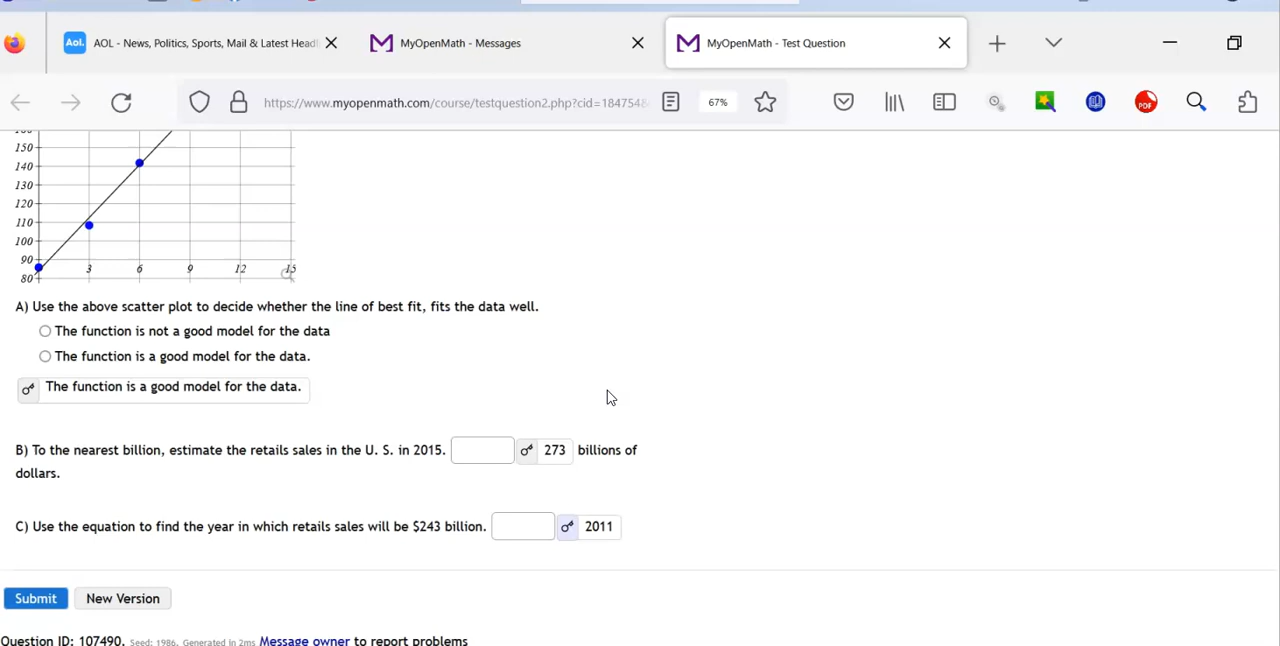 Aol. AOL - News, Politics, Sports, Mail & Latest Headl
MyOpenMath - Messages
MyOpenMath - Test Question
https://www.myopenmath.com/course/testquestion2.php?cid=184754&
67%
PDF
150
140
130
120
110
100
90
80
3 6 9 12 15
A) Use the above scatter plot to decide whether the line of best fit, fits the data well.
The function is not a good model for the data
The function is a good model for the data.
The function is a good model for the data.
B) To the nearest billion, estimate the retails sales in the U. S. in 2015. 273 billions of
dollars.
C) Use the equation to find the year in which retails sales will be $243 billion. 2011
Submit New Version
Question ID: 107490. Seed: 1986. Generated in 2ms Message owner to report problems